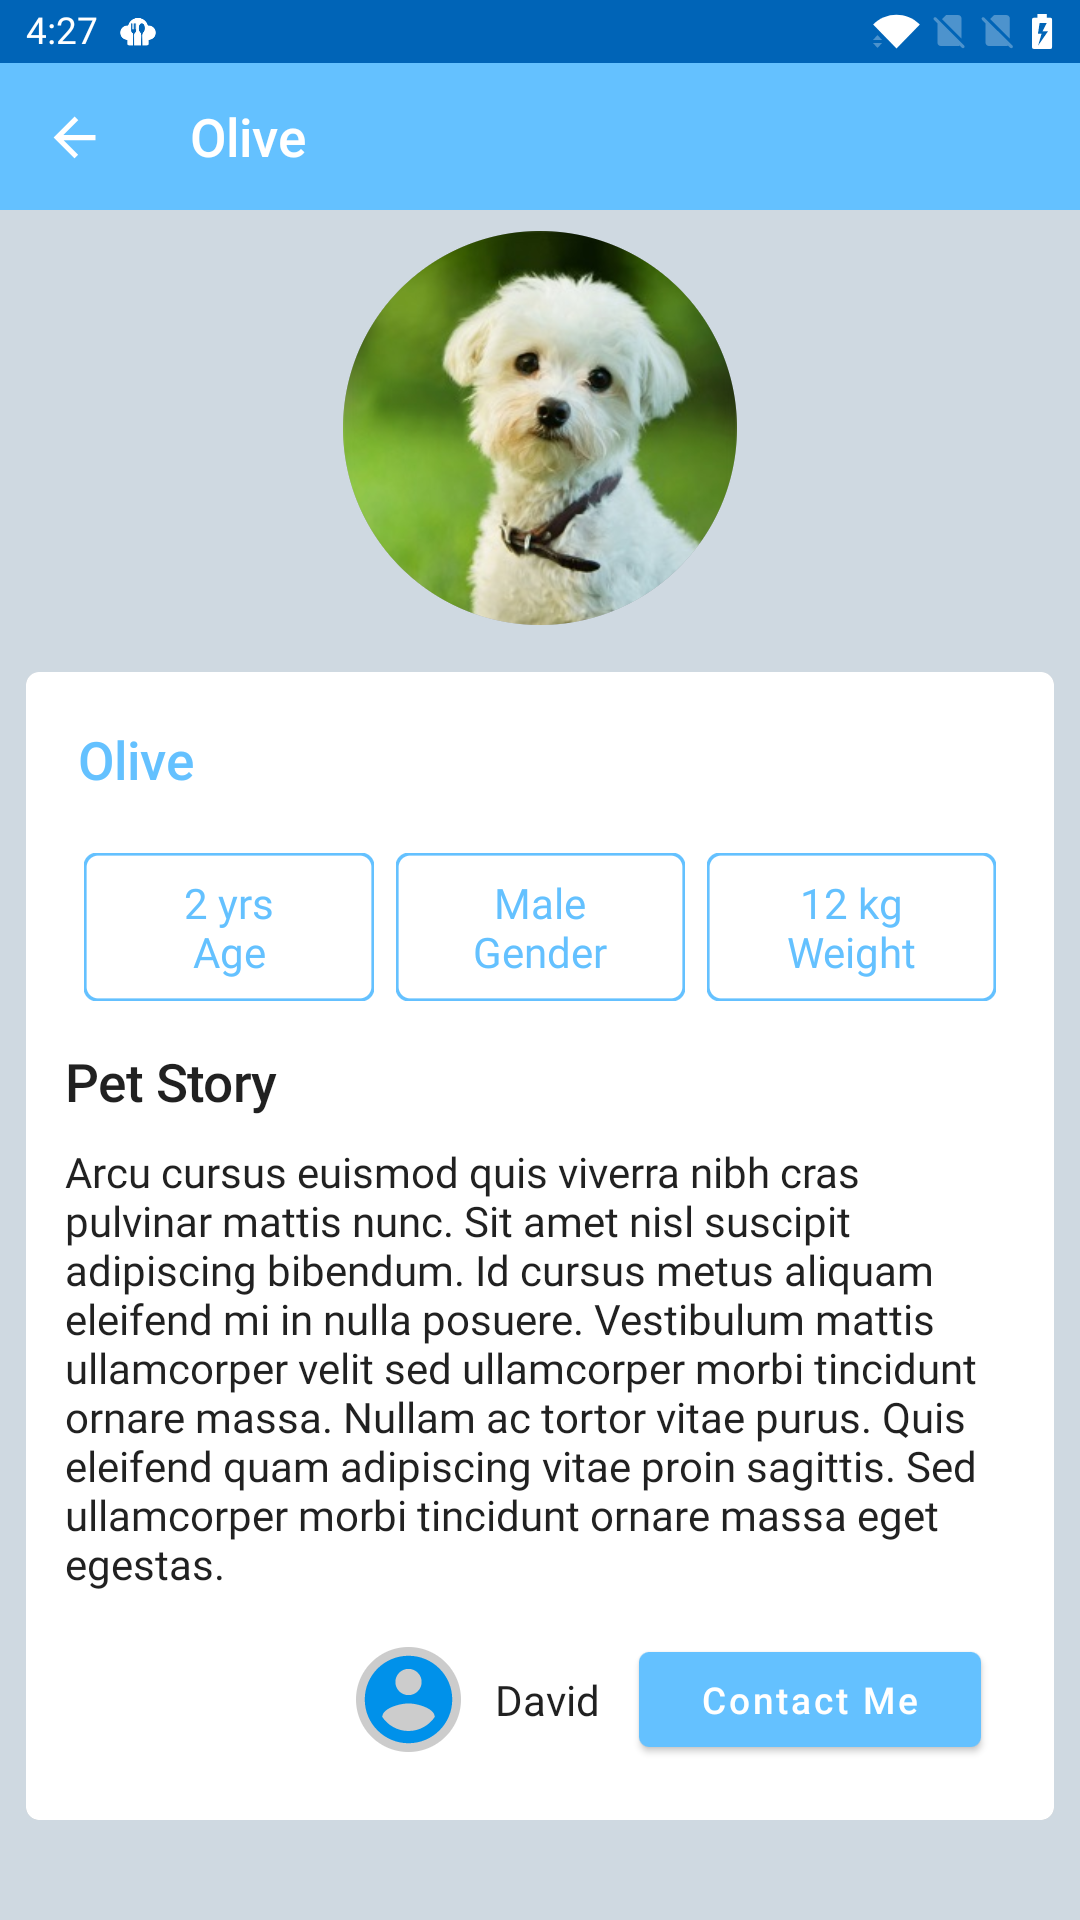 4:27
Olive
Olive
2 yrs
Age
Male
Gender
12 kg
Weight
Pet Story
Arcu cursus euismod quis viverra nibh cras
pulvinar mattis nunc. Sit amet nisl suscipit
adipiscing bibendum. Id cursus metus aliquam
eleifend mi in nulla posuere. Vestibulum mattis
ullamcorper velit sed ullamcorper morbi tincidunt
ornare massa. Nullam ac tortor vitae purus. Quis
eleifend quam adipiscing vitae proin sagittis. Sed
ullamcorper morbi tincidunt ornare massa eget
egestas.
David
Contact Me